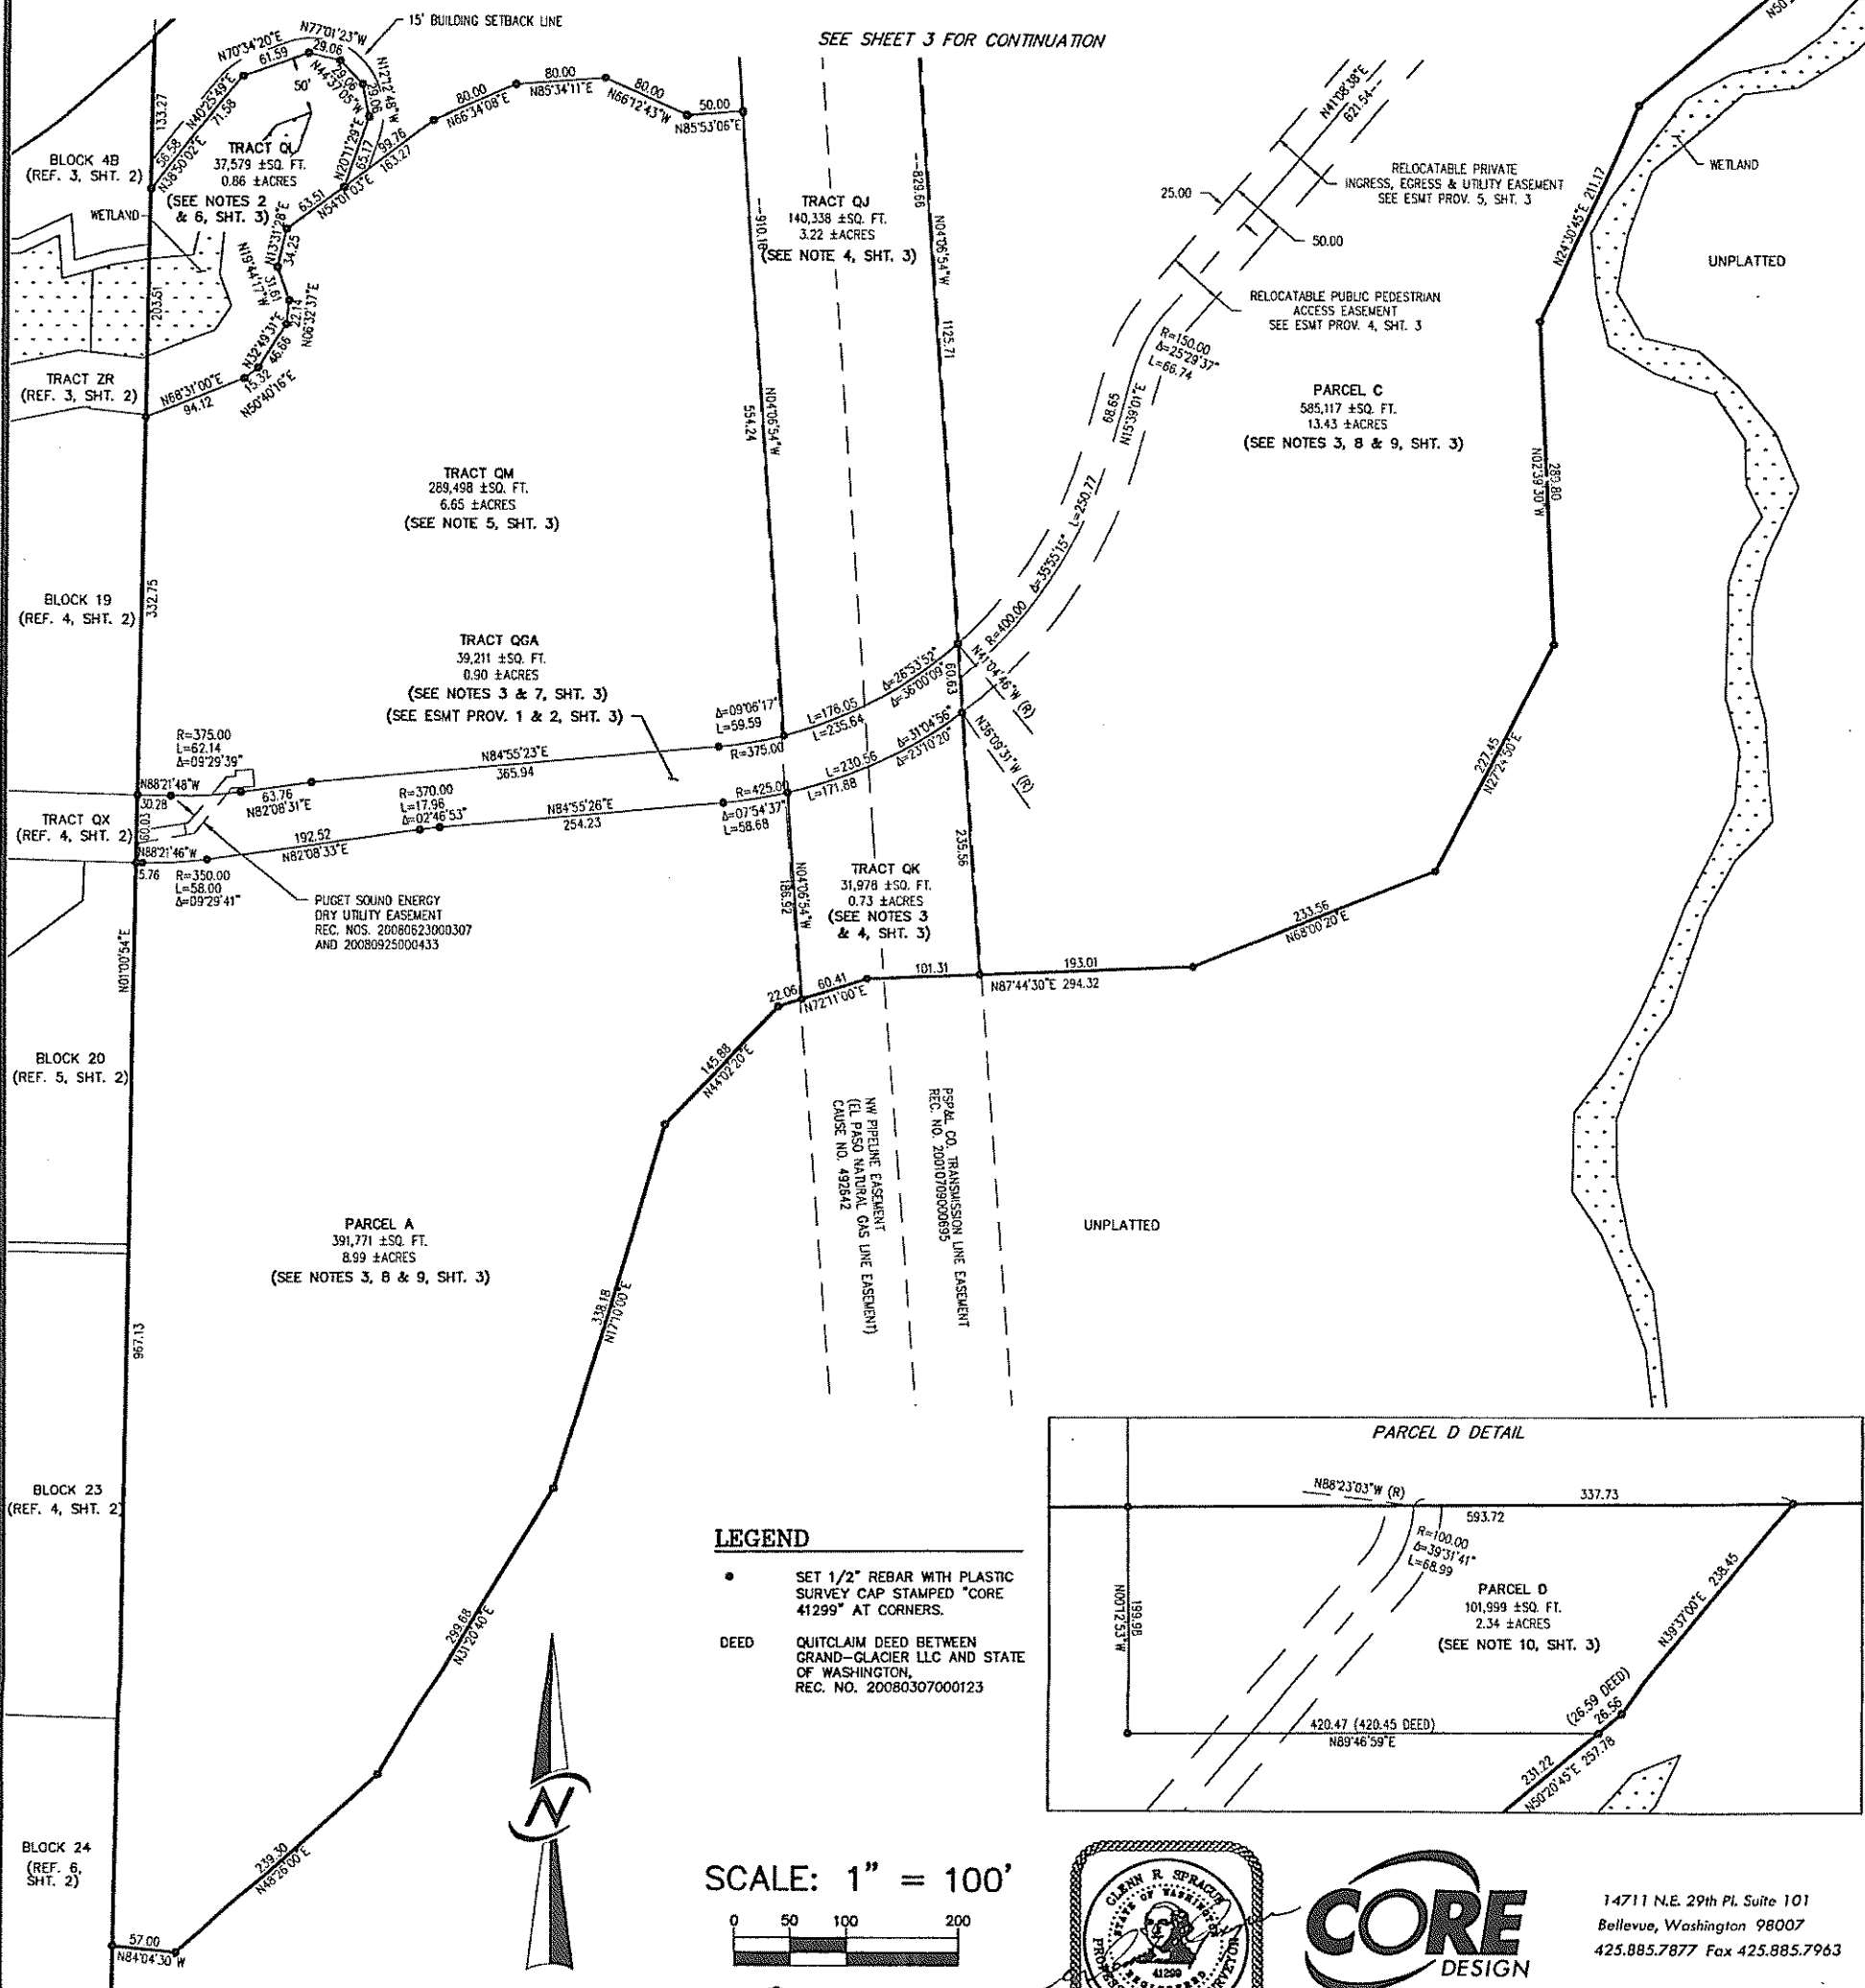 15' BUILDING SETBACK LINE
SEE SHEET 3 FOR CONTINUATION
N50°
N70°34'20"E
61.59
N77°01'23"W
29.06
N44°37'05"W
29.06
N12°12'48"W
29.06
50'
N40°25'49"E
71.58
56.58
N38°50'02"E
133.27
N20°11'29"E
65.17
99.76
163.27
63.51
N54°01'03"E
80.00
N66°34'08"E
80.00
N85°34'11"E
80.00
N66°12'43"W
50.00
N85°53'06"E
BLOCK 4B
(REF. 3, SHT. 2)
TRACT QL
37,579 ±SQ. FT.
0.86 ±ACRES
(SEE NOTES 2
& 6, SHT. 3)
WETLAND
N13°31'28"E
34.25
N19°44'17"W
31.61
22.14
N06°32'37"E
N32°49'31"E
46.66
15.32
N50°40'16"E
N68°31'00"E
94.12
203.51
TRACT ZR
(REF. 3, SHT. 2)
TRACT QJ
140,338 ±SQ. FT.
3.22 ±ACRES
(SEE NOTE 4, SHT. 3)
--910.16
N04°06'54"W
554.24
--829.66
N04°06'54"W
1125.71
N41°08'38"E
621.54--
RELOCATABLE PRIVATE
INGRESS, EGRESS & UTILITY EASEMENT
SEE ESMT PROV. 5, SHT. 3
25.00
50.00
RELOCATABLE PUBLIC PEDESTRIAN
ACCESS EASEMENT
SEE ESMT PROV. 4, SHT. 3
N24°30'45"E 211.17
WETLAND
UNPLATTED
R=150.00
Δ=25°29'37"
L=66.74
68.65
N15°39'01"E
PARCEL C
585,117 ±SQ. FT.
13.43 ±ACRES
(SEE NOTES 3, 8 & 9, SHT. 3)
289.80
N02°39'30"W
TRACT QM
289,498 ±SQ. FT.
6.65 ±ACRES
(SEE NOTE 5, SHT. 3)
BLOCK 19
(REF. 4, SHT. 2)
332.75
TRACT QGA
39,211 ±SQ. FT.
0.90 ±ACRES
(SEE NOTES 3 & 7, SHT. 3)
(SEE ESMT PROV. 1 & 2, SHT. 3)
R=400.00
Δ=35°55'15"
L=250.77
Δ=09°06'17"
L=59.59
R=375.00
L=176.05
Δ=26°53'52"
L=235.64
Δ=36°00'09"
60.63
N41°04'46"W (R)
N36°09'31"W (R)
L=230.56
Δ=31°04'56"
L=171.88
Δ=23°10'20"
R=425.00
Δ=07°54'37"
L=58.68
R=375.00
L=62.14
Δ=09°29'39"
N88°21'48"W
30.28
63.76
N82°08'31"E
N84°55'23"E
365.94
TRACT QX
(REF. 4, SHT. 2)
60.03
R=370.00
L=17.96
Δ=02°46'53"
N84°55'26"E
254.23
192.52
N82°08'33"E
N88°21'46"W
5.76
R=350.00
L=58.00
Δ=09°29'41"
PUGET SOUND ENERGY
DRY UTILITY EASEMENT
REC. NOS. 20080623000307
AND 20080925000433
N04°06'54"W
186.92
235.56
TRACT QK
31,978 ±SQ. FT.
0.73 ±ACRES
(SEE NOTES 3
& 4, SHT. 3)
227.45
N27°24'50"E
233.56
N68°00'20"E
193.01
N87°44'30"E 294.32
101.31
60.41
22.06
N72°11'00"E
145.88
N44°02'20"E
N01°00'54"E
BLOCK 20
(REF. 5, SHT. 2)
NW PIPELINE EASEMENT
(EL PASO NATURAL GAS LINE EASEMENT)
CAUSE NO. 492642
PSP&L CO. TRANSMISSION LINE EASEMENT
REC. NO. 20010709000695
UNPLATTED
PARCEL A
391,771 ±SQ. FT.
8.99 ±ACRES
(SEE NOTES 3, 8 & 9, SHT. 3)
338.18
N17°10'00"E
967.13
BLOCK 23
(REF. 4, SHT. 2)
299.68
N31°20'40"E
239.30
N48°26'00"E
BLOCK 24
(REF. 6,
SHT. 2)
57.00
N84°04'30"W
LEGEND
SET 1/2" REBAR WITH PLASTIC
SURVEY CAP STAMPED "CORE
41299" AT CORNERS.
DEED QUITCLAIM DEED BETWEEN
GRAND-GLACIER LLC AND STATE
OF WASHINGTON,
REC. NO. 20080307000123
PARCEL D DETAIL
N88°23'03"W (R)
337.73
593.72
R=100.00
Δ=39°31'41"
L=68.99
PARCEL D
101,999 ±SQ. FT.
2.34 ±ACRES
(SEE NOTE 10, SHT. 3)
199.98
N00°12'53"W
N39°37'00"E 238.45
(26.59 DEED)
26.56
420.47 (420.45 DEED)
N89°46'59"E
231.22
N50°20'45"E 257.78
N
SCALE: 1" = 100'
0 50 100 200
GLENN R. SPRAGUE
STATE OF WASHINGTON
41299
REGISTERED
CORE
DESIGN
14711 N.E. 29th Pl. Suite 101
Bellevue, Washington 98007
425.885.7877 Fax 425.885.7963